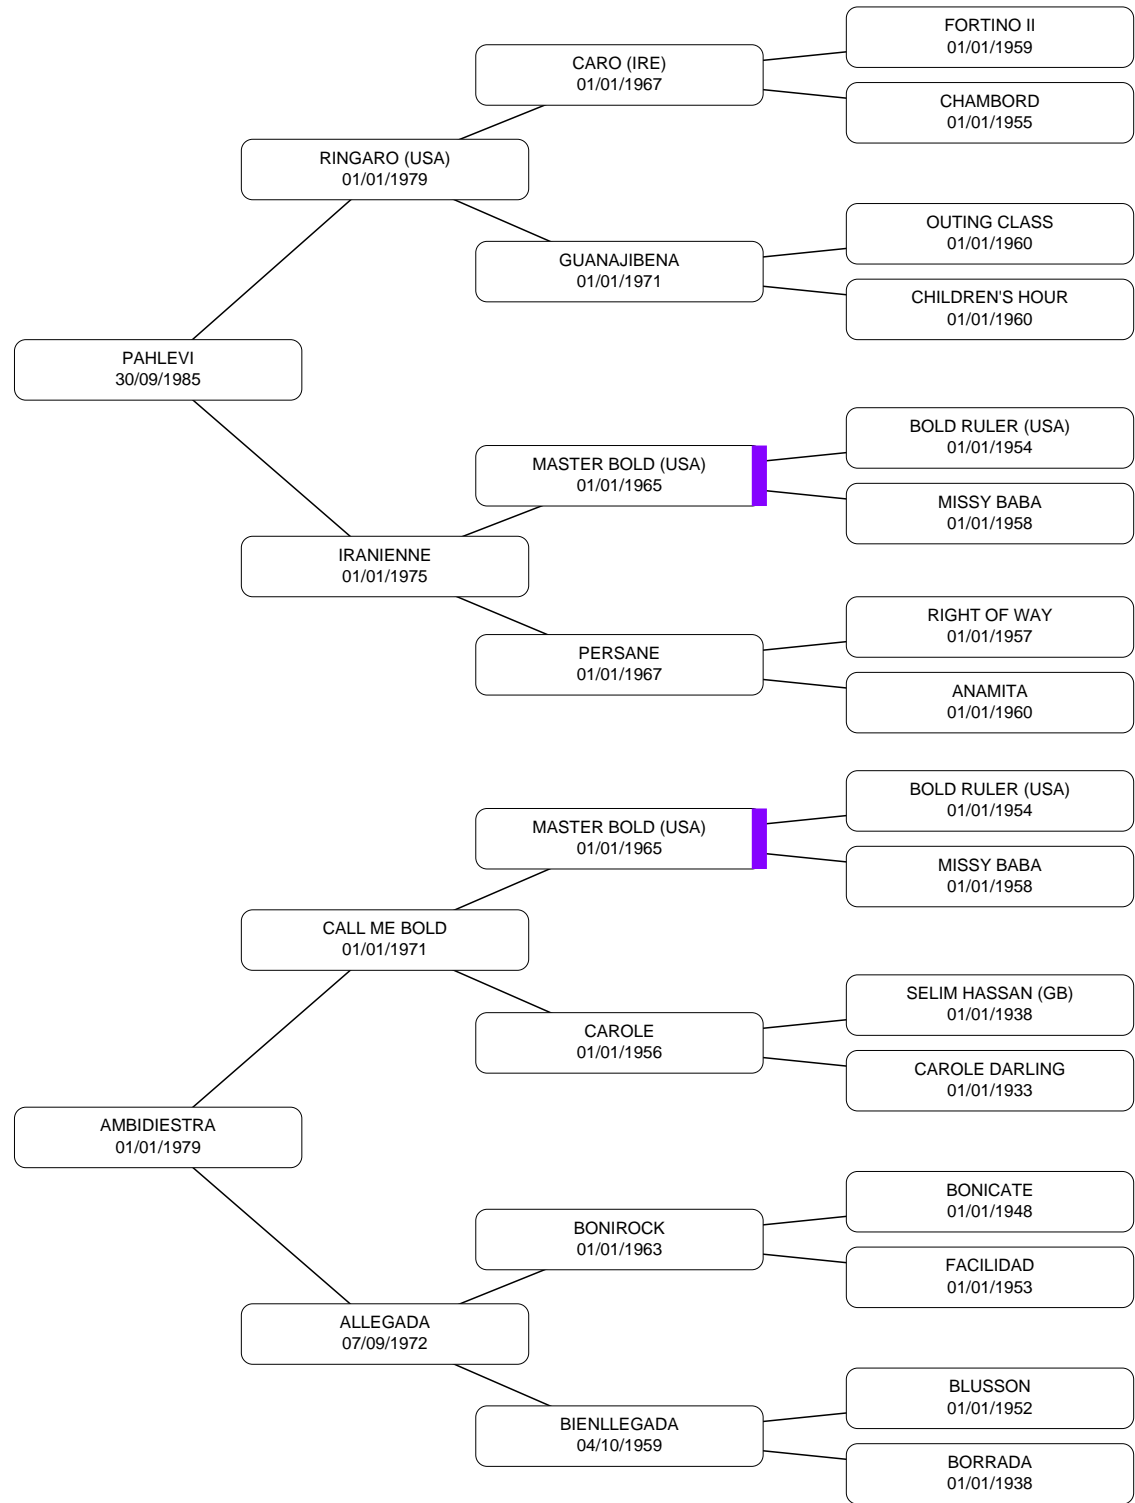 FORTINO II
01/01/1959
CARO (IRE)
01/01/1967
CHAMBORD
01/01/1955
RINGARO (USA)
01/01/1979
OUTING CLASS
01/01/1960
GUANAJIBENA
01/01/1971
CHILDREN'S HOUR
01/01/1960
PAHLEVI
30/09/1985
BOLD RULER (USA)
01/01/1954
MASTER BOLD (USA)
01/01/1965
MISSY BABA
01/01/1958
IRANIENNE
01/01/1975
RIGHT OF WAY
01/01/1957
PERSANE
01/01/1967
ANAMITA
01/01/1960
BOLD RULER (USA)
01/01/1954
MASTER BOLD (USA)
01/01/1965
MISSY BABA
01/01/1958
CALL ME BOLD
01/01/1971
SELIM HASSAN (GB)
01/01/1938
CAROLE
01/01/1956
CAROLE DARLING
01/01/1933
AMBIDIESTRA
01/01/1979
BONICATE
01/01/1948
BONIROCK
01/01/1963
FACILIDAD
01/01/1953
ALLEGADA
07/09/1972
BLUSSON
01/01/1952
BIENLLEGADA
04/10/1959
BORRADA
01/01/1938